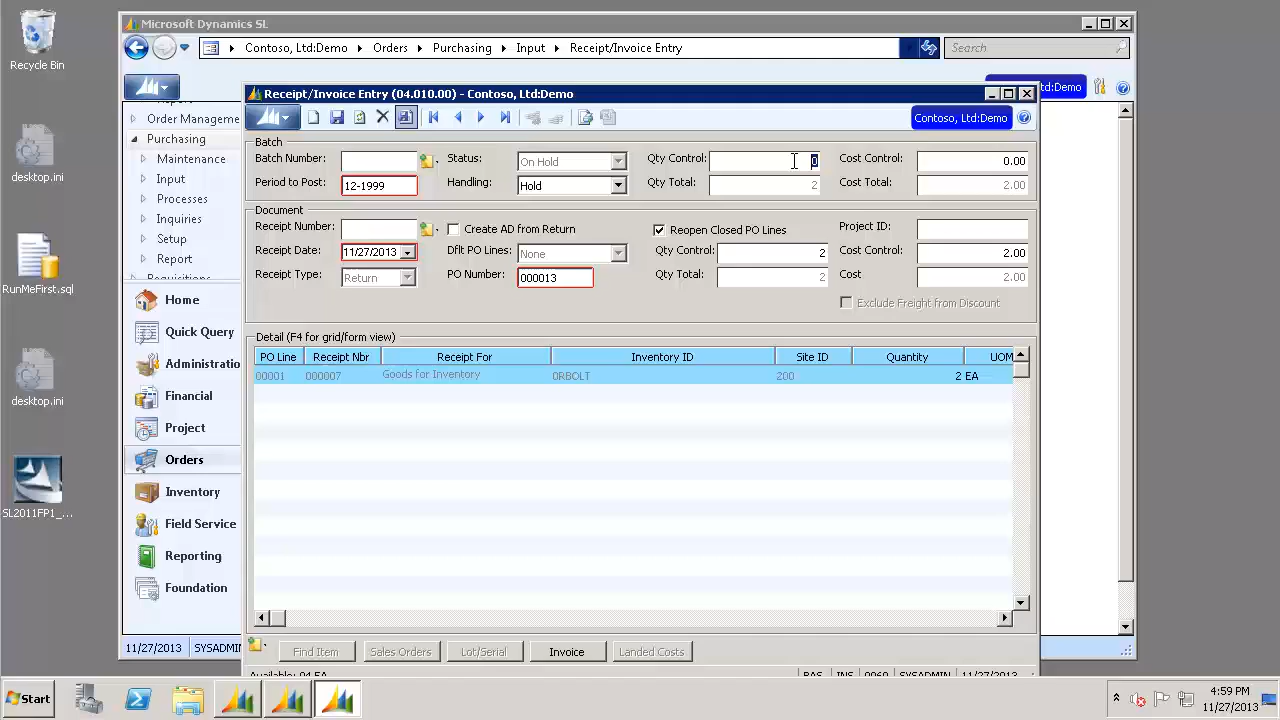 Recycle Bin
desktop.ini
RunMeFirst.sql
desktop.ini
SL2011FP1_...
Microsoft Dynamics SL
Contoso, Ltd:Demo Orders Purchasing Input Receipt/Invoice Entry
Search
Ltd:Demo
Order Manageme
Purchasing
Maintenance
Input
Processes
Inquiries
Setup
Report
Home
Quick Query
Administratio
Financial
Project
Orders
Inventory
Field Service
Reporting
Foundation
11/27/2013 SYSADM
Receipt/Invoice Entry (04.010.00) - Contoso, Ltd:Demo
Contoso, Ltd:Demo
Batch
Batch Number: Status: On Hold Qty Control: 0 Cost Control: 0.00
Period to Post: 12-1999 Handling: Hold Qty Total: 2 Cost Total: 2.00
Document
Receipt Number: Create AD from Return Reopen Closed PO Lines Project ID:
Receipt Date: 11/27/2013 Dflt PO Lines: None Qty Control: 2 Cost Control: 2.00
Receipt Type: Return PO Number: 000013 Qty Total: 2 Cost 2.00
Exclude Freight from Discount
Detail (F4 for grid/form view)
PO Line Receipt Nbr Receipt For Inventory ID Site ID Quantity UOM
00001 000007 Goods for Inventory 0RBOLT 200 2 EA
Find Item Sales Orders Lot/Serial Invoice Landed Costs
Start
4:59 PM
11/27/2013